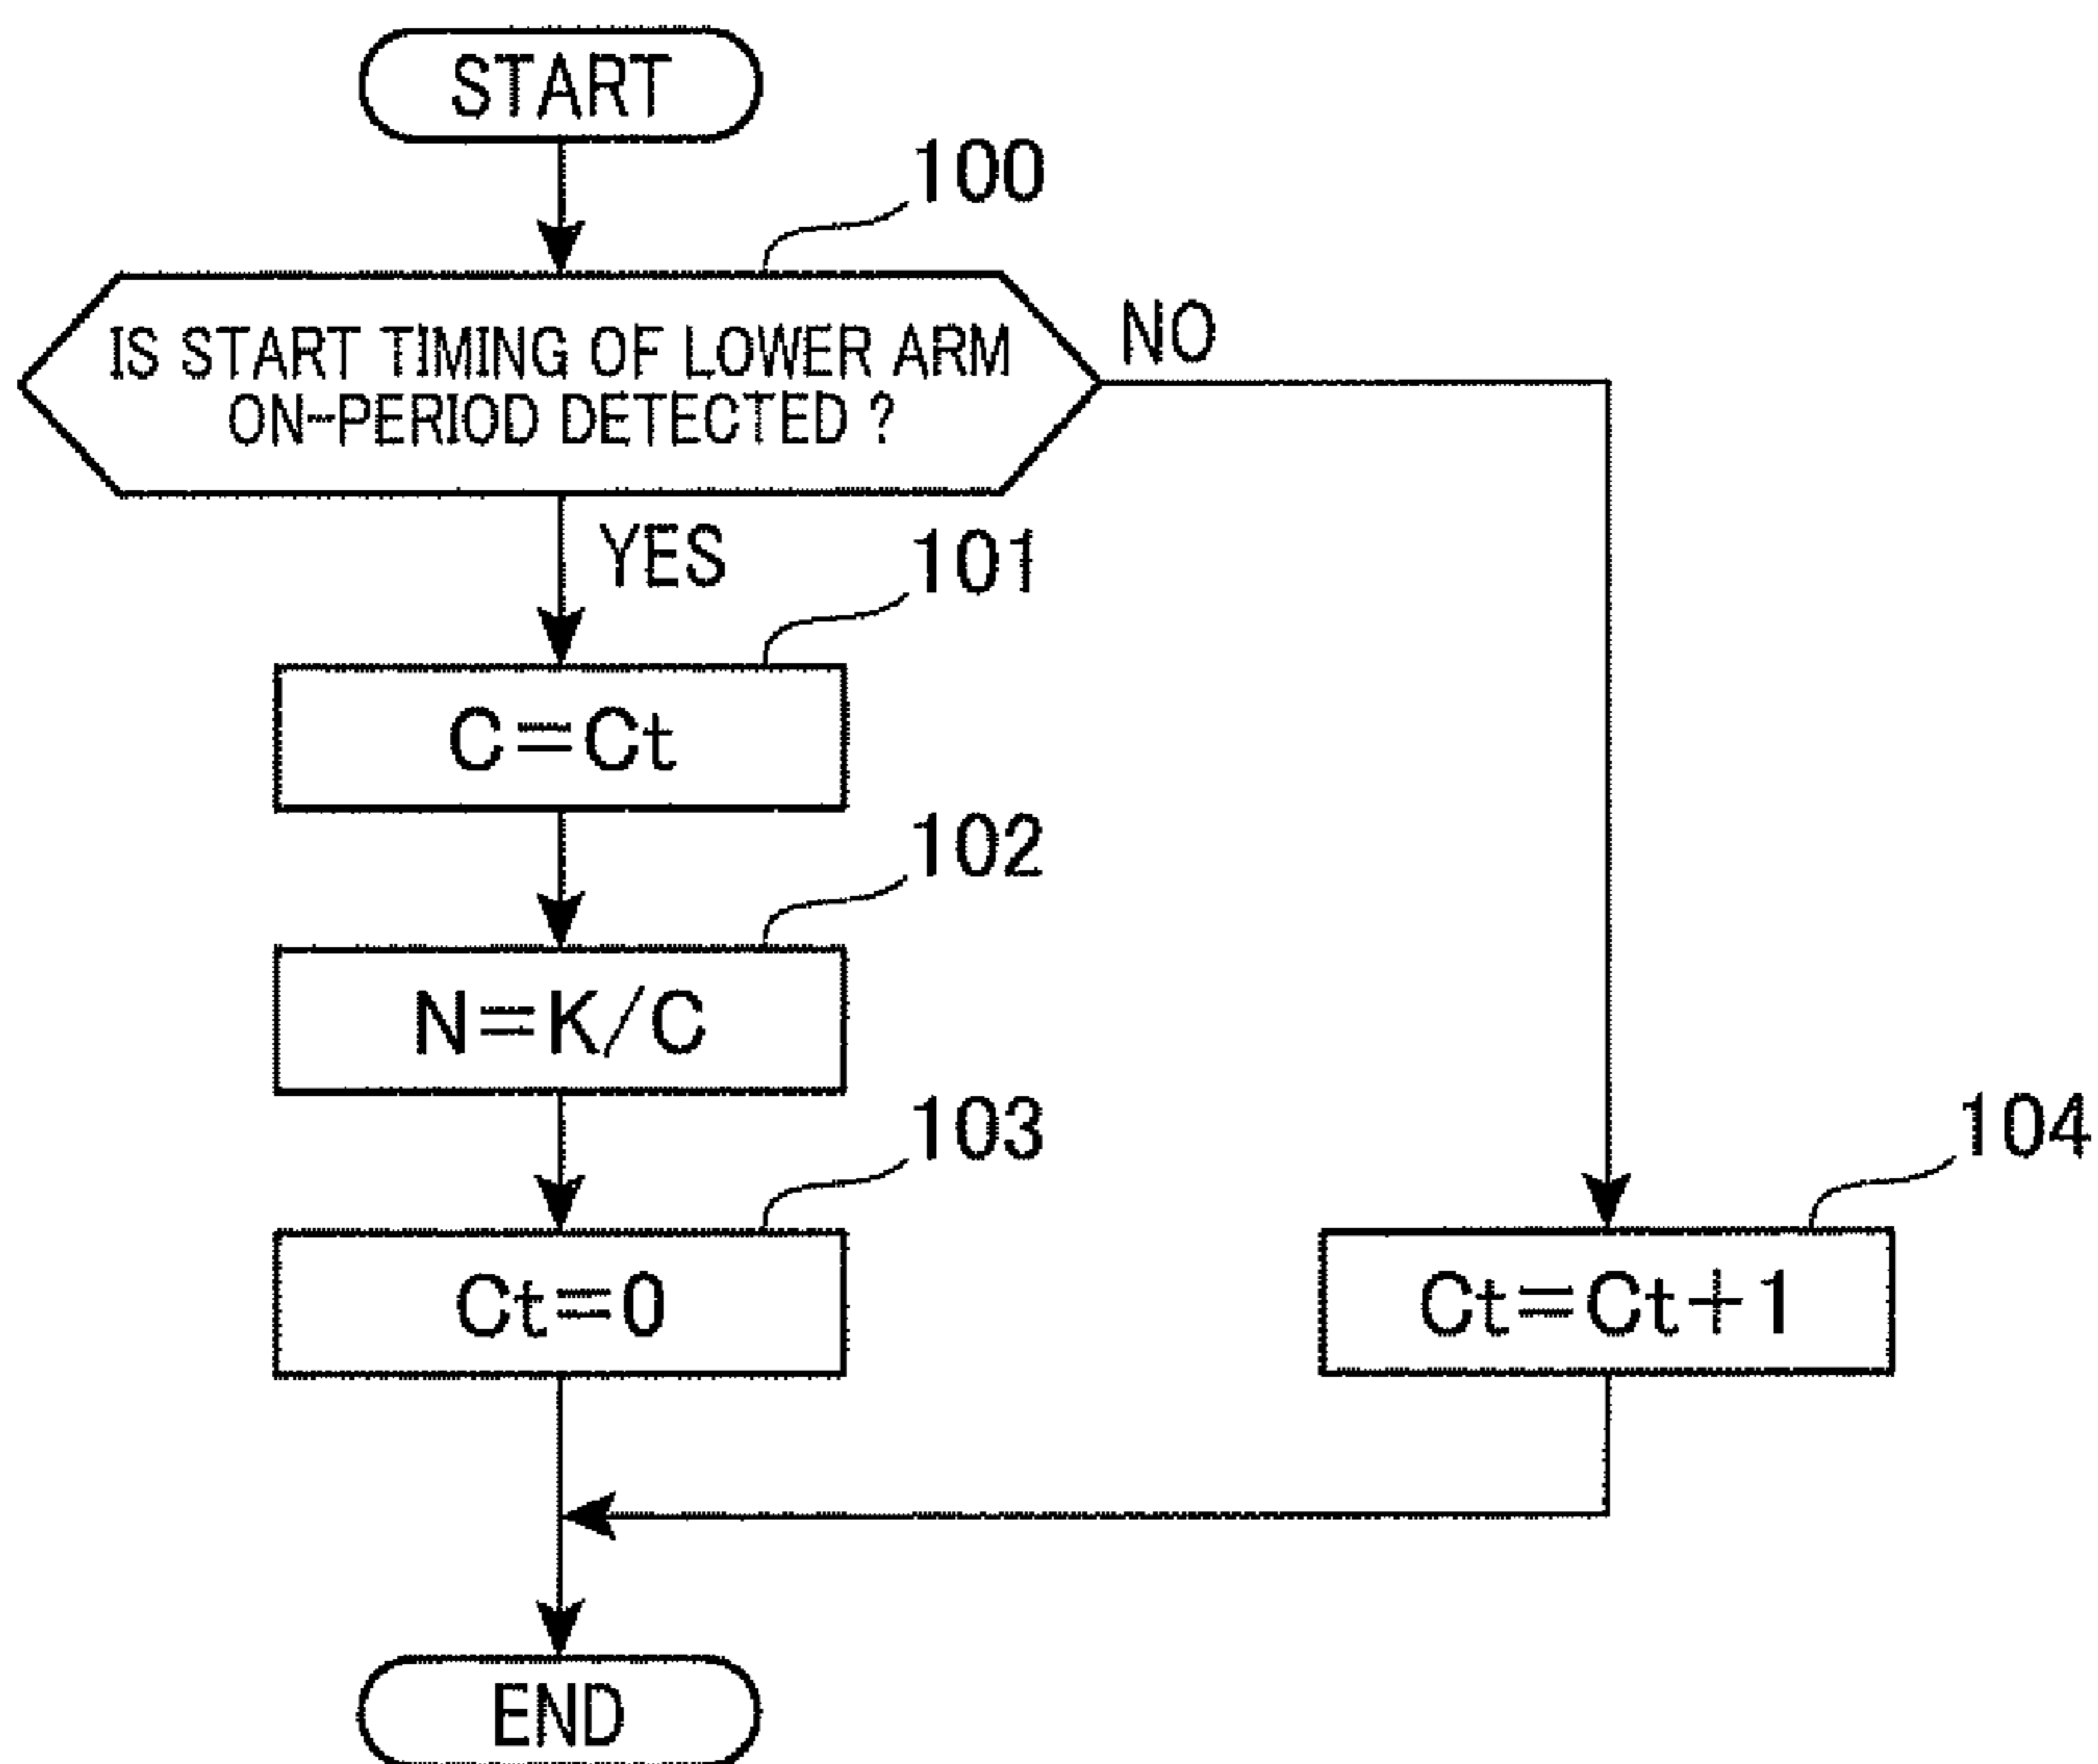 START
100
IS START TIMING OF LOWER ARM
ON-PERIOD DETECTED ?
NO
YES
101
C=Ct
102
N=K/C
103
Ct=0
104
Ct=Ct+1
END